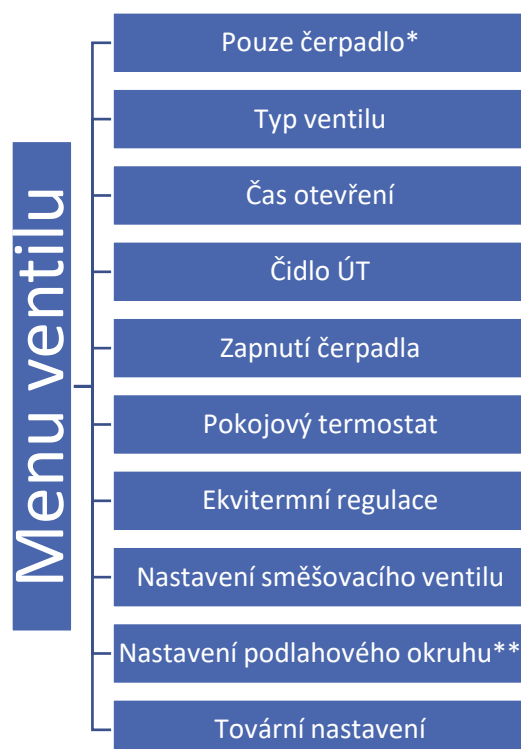 Menu ventilu
Pouze čerpadlo*
Typ ventilu
Čas otevření
Čidlo ÚT
Zapnutí čerpadla
Pokojový termostat
Ekvitermní regulace
Nastavení směšovacího ventilu
Nastavení podlahového okruhu**
Tovární nastavení